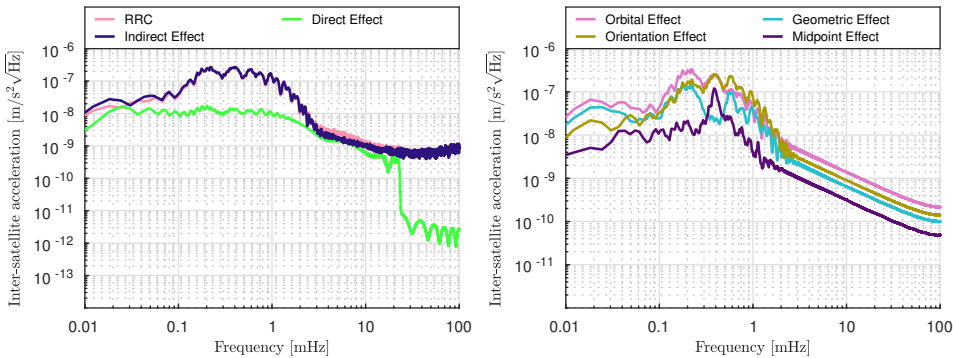 RRC
Direct Effect
Indirect Effect
Inter-satellite acceleration [m/s² √Hz]
10^-6
10^-7
10^-8
10^-9
10^-10
10^-11
10^-12
10^-13
0.01
0.1
1
10
100
Frequency [mHz]
Orbital Effect
Geometric Effect
Orientation Effect
Midpoint Effect
Inter-satellite acceleration [m/s² √Hz]
10^-6
10^-7
10^-8
10^-9
10^-10
10^-11
0.01
0.1
1
10
100
Frequency [mHz]